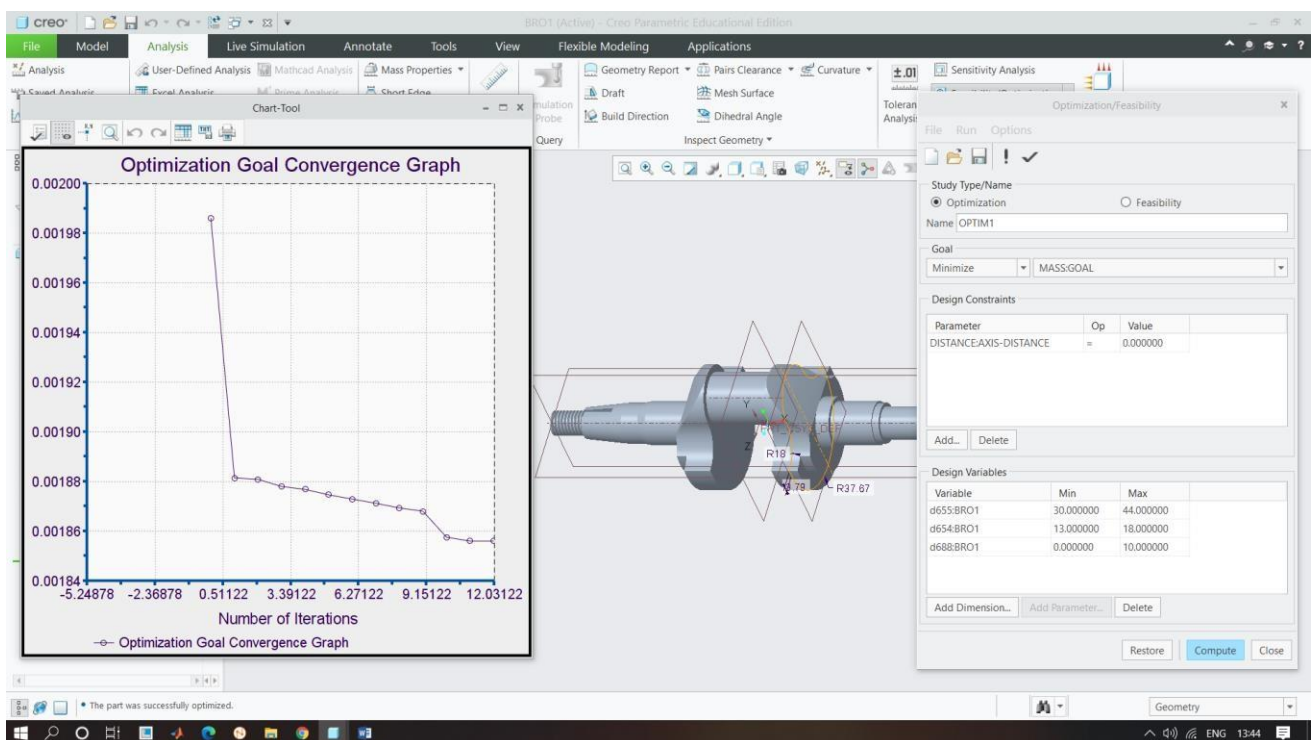 creo°
BRO1 (Active) - Creo Parametric Educational Edition
File Model Analysis Live Simulation Annotate Tools View Flexible Modeling Applications
Analysis User-Defined Analysis Mathcad Analysis Mass Properties Geometry Report Pairs Clearance Curvature ±.01 Sensitivity Analysis
Saved Analysis Excel Analysis Prime Analysis Short Edge Draft Mesh Surface
Probe Build Direction Dihedral Angle
Query Inspect Geometry
Chart-Tool
Optimization Goal Convergence Graph
0.00200
0.00198
0.00196
0.00194
0.00192
0.00190
0.00188
0.00186
0.00184
-5.24878 -2.36878 0.51122 3.39122 6.27122 9.15122 12.03122
Number of Iterations
Optimization Goal Convergence Graph
Y
X
Z
R18
R37.67
Optimization/Feasibility
File Run Options
Study Type/Name
Optimization Feasibility
Name OPTIM1
Goal
Minimize MASS:GOAL
Design Constraints
Parameter Op Value
DISTANCE:AXIS-DISTANCE = 0.000000
Add... Delete
Design Variables
Variable Min Max
d655:BRO1 30.000000 44.000000
d654:BRO1 13.000000 18.000000
d688:BRO1 0.000000 10.000000
Add Dimension... Add Parameter... Delete
Restore Compute Close
• The part was successfully optimized.
Geometry
ENG 13:44